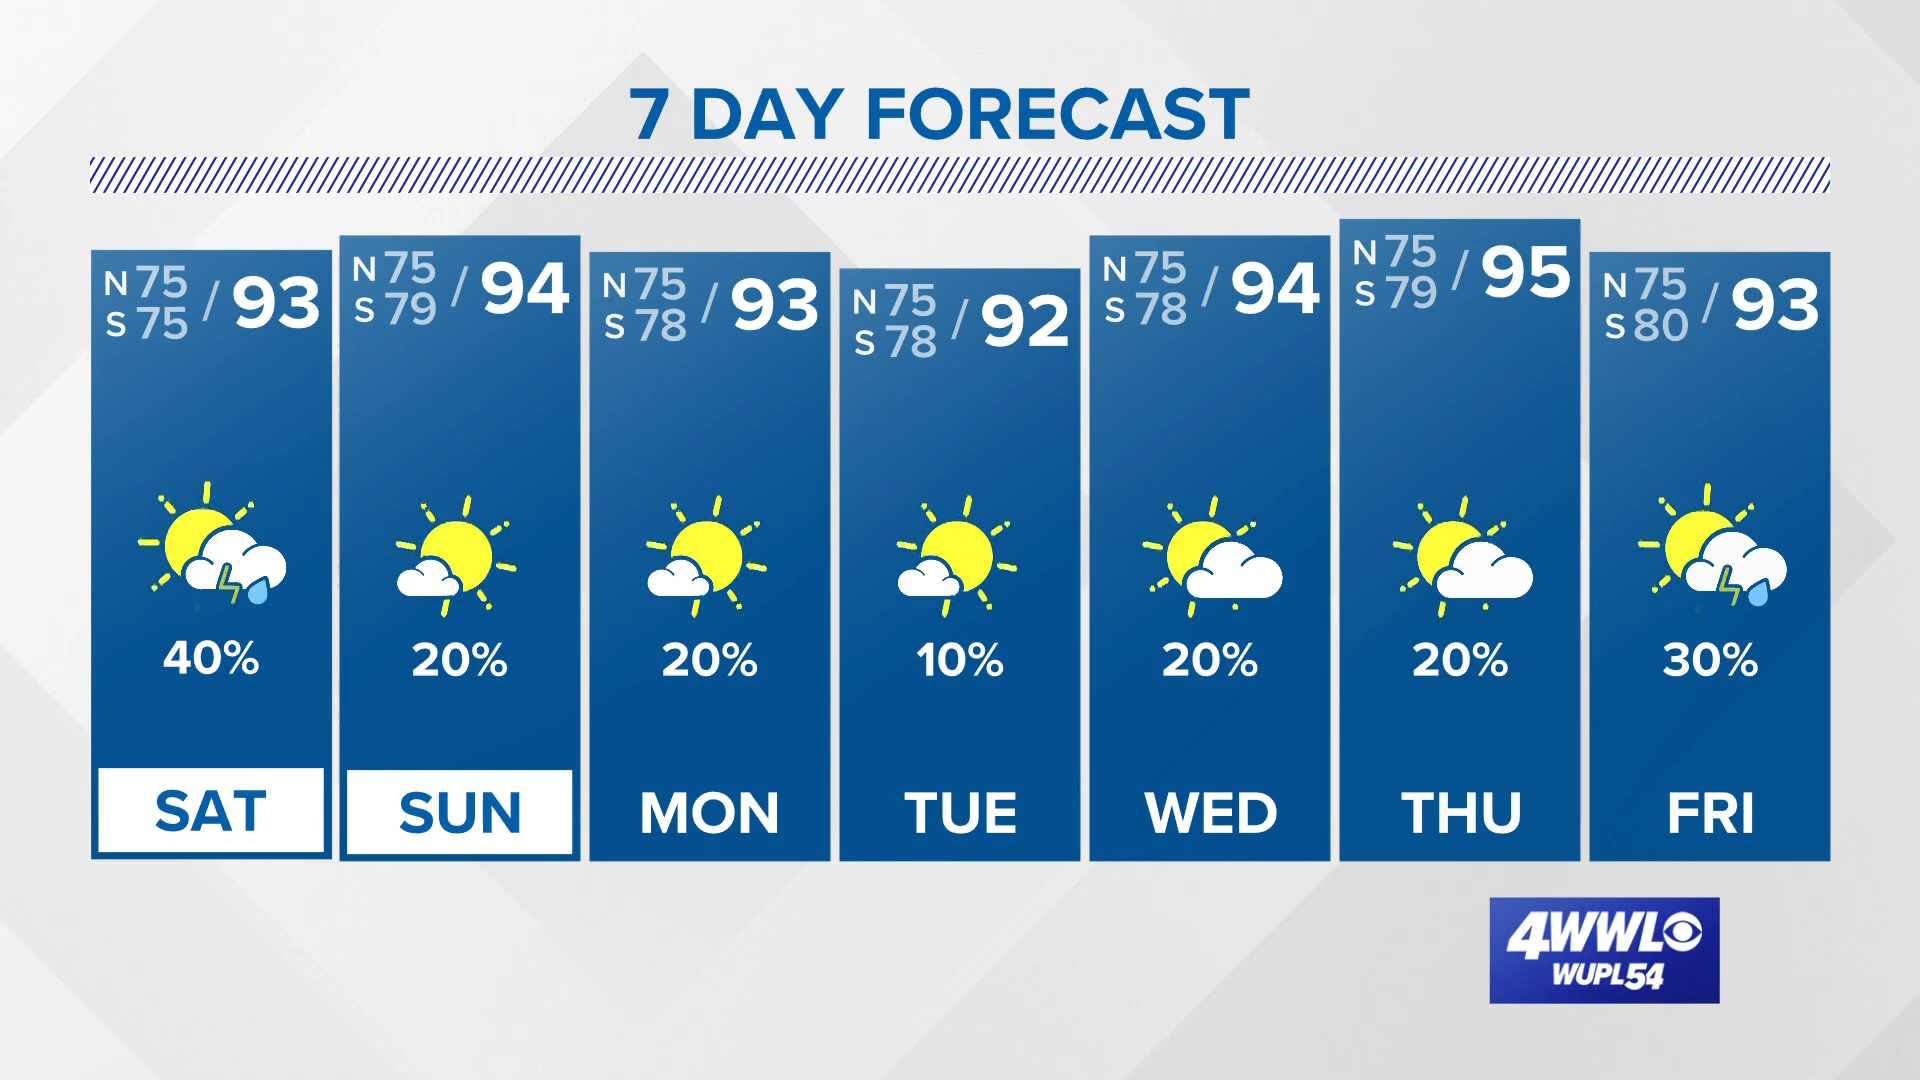 7 DAY FORECAST
N 75 / 93
S 75
40%
SAT
N 75 / 94
S 79
20%
SUN
N 75 / 93
S 78
20%
MON
N 75 / 92
S 78
10%
TUE
N 75 / 94
S 78
20%
WED
N 75 / 95
S 79
20%
THU
N 75 / 93
S 80
30%
FRI
4WWL
WUPL54